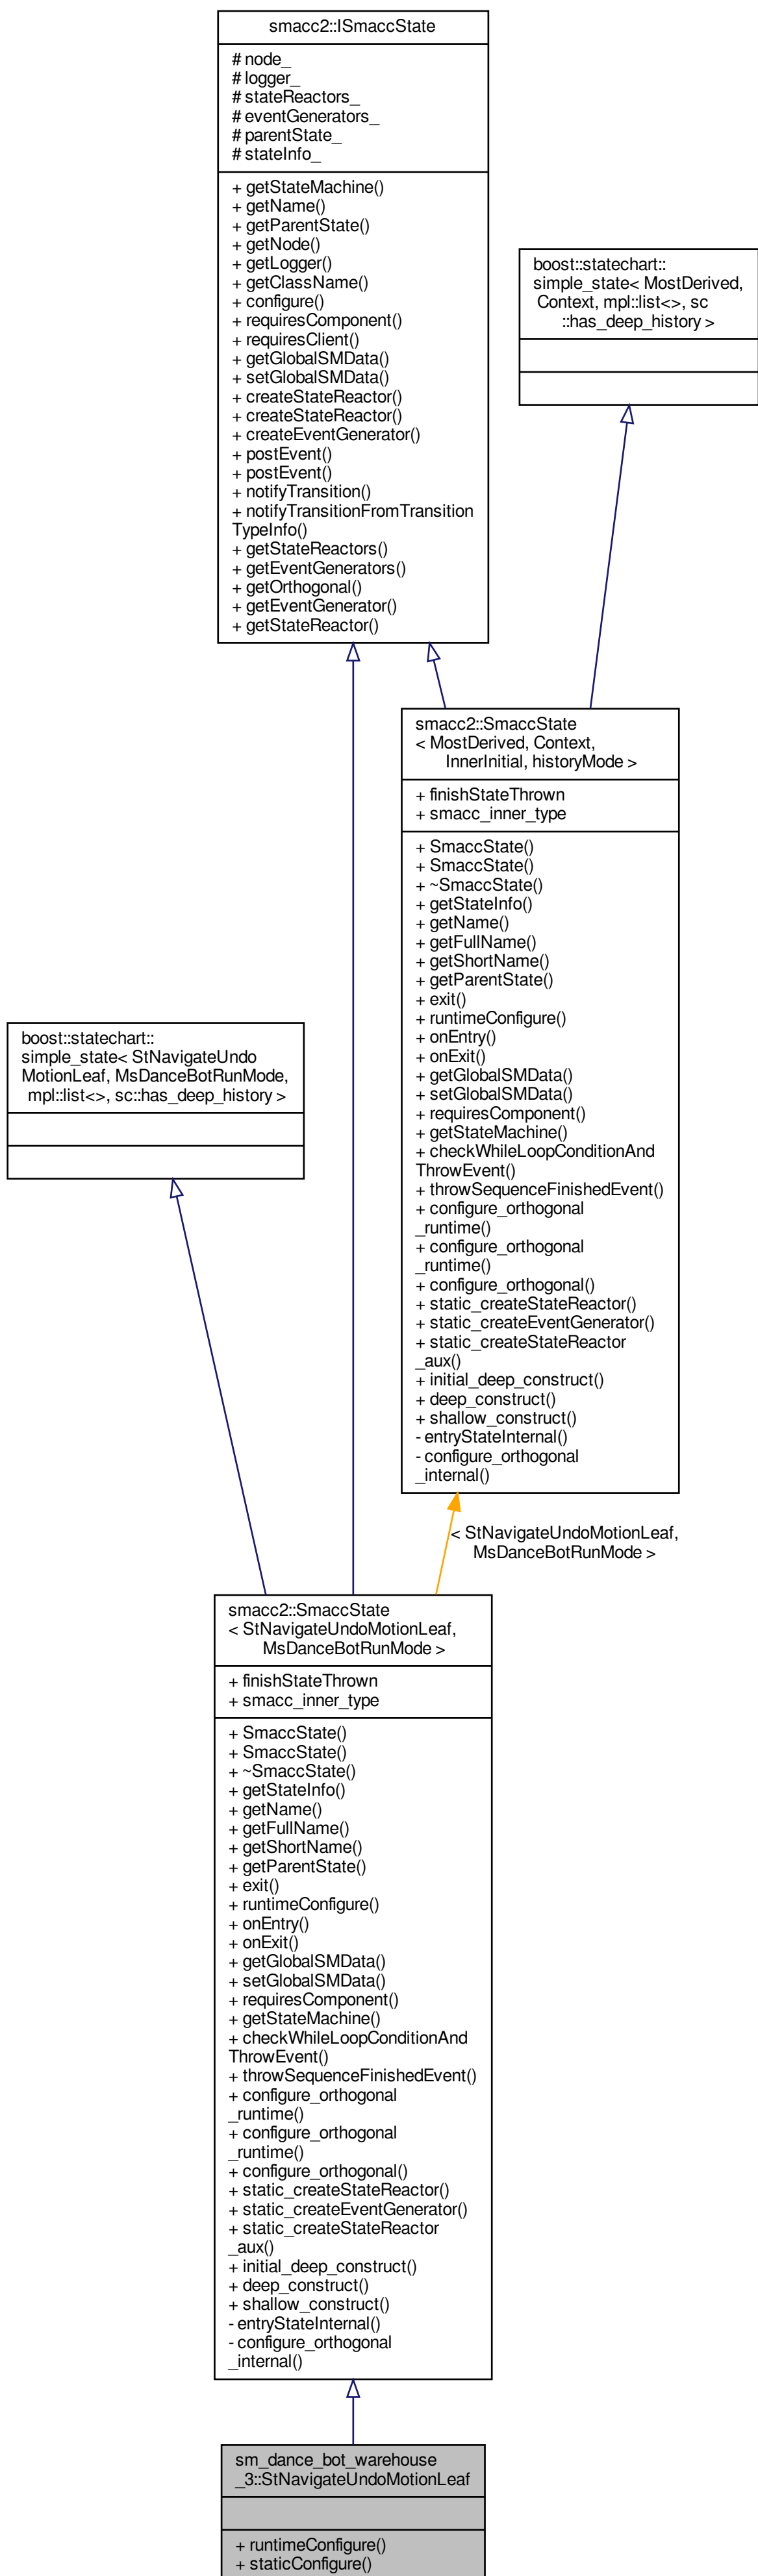 smacc2::ISmaccState
# node_
# logger_
# stateReactors_
# eventGenerators_
# parentState_
# stateInfo_
+ getStateMachine()
+ getName()
+ getParentState()
+ getNode()
+ getLogger()
+ getClassName()
+ configure()
+ requiresComponent()
+ requiresClient()
+ getGlobalSMData()
+ setGlobalSMData()
+ createStateReactor()
+ createStateReactor()
+ createEventGenerator()
+ postEvent()
+ postEvent()
+ notifyTransition()
+ notifyTransitionFromTransition
TypeInfo()
+ getStateReactors()
+ getEventGenerators()
+ getOrthogonal()
+ getEventGenerator()
+ getStateReactor()
boost::statechart::
simple_state< MostDerived,
Context, mpl::list<>, sc
::has_deep_history >
smacc2::SmaccState
< MostDerived, Context,
InnerInitial, historyMode >
+ finishStateThrown
+ smacc_inner_type
+ SmaccState()
+ SmaccState()
+ ~SmaccState()
+ getStateInfo()
+ getName()
+ getFullName()
+ getShortName()
+ getParentState()
+ exit()
+ runtimeConfigure()
+ onEntry()
+ onExit()
+ getGlobalSMData()
+ setGlobalSMData()
+ requiresComponent()
+ getStateMachine()
+ checkWhileLoopConditionAnd
ThrowEvent()
+ throwSequenceFinishedEvent()
+ configure_orthogonal
_runtime()
+ configure_orthogonal
_runtime()
+ configure_orthogonal()
+ static_createStateReactor()
+ static_createEventGenerator()
+ static_createStateReactor
_aux()
+ initial_deep_construct()
+ deep_construct()
+ shallow_construct()
- entryStateInternal()
- configure_orthogonal
_internal()
boost::statechart::
simple_state< StNavigateUndo
MotionLeaf, MsDanceBotRunMode,
mpl::list<>, sc::has_deep_history >
< StNavigateUndoMotionLeaf,
MsDanceBotRunMode >
smacc2::SmaccState
< StNavigateUndoMotionLeaf,
MsDanceBotRunMode >
+ finishStateThrown
+ smacc_inner_type
+ SmaccState()
+ SmaccState()
+ ~SmaccState()
+ getStateInfo()
+ getName()
+ getFullName()
+ getShortName()
+ getParentState()
+ exit()
+ runtimeConfigure()
+ onEntry()
+ onExit()
+ getGlobalSMData()
+ setGlobalSMData()
+ requiresComponent()
+ getStateMachine()
+ checkWhileLoopConditionAnd
ThrowEvent()
+ throwSequenceFinishedEvent()
+ configure_orthogonal
_runtime()
+ configure_orthogonal
_runtime()
+ configure_orthogonal()
+ static_createStateReactor()
+ static_createEventGenerator()
+ static_createStateReactor
_aux()
+ initial_deep_construct()
+ deep_construct()
+ shallow_construct()
- entryStateInternal()
- configure_orthogonal
_internal()
sm_dance_bot_warehouse
_3::StNavigateUndoMotionLeaf
+ runtimeConfigure()
+ staticConfigure()